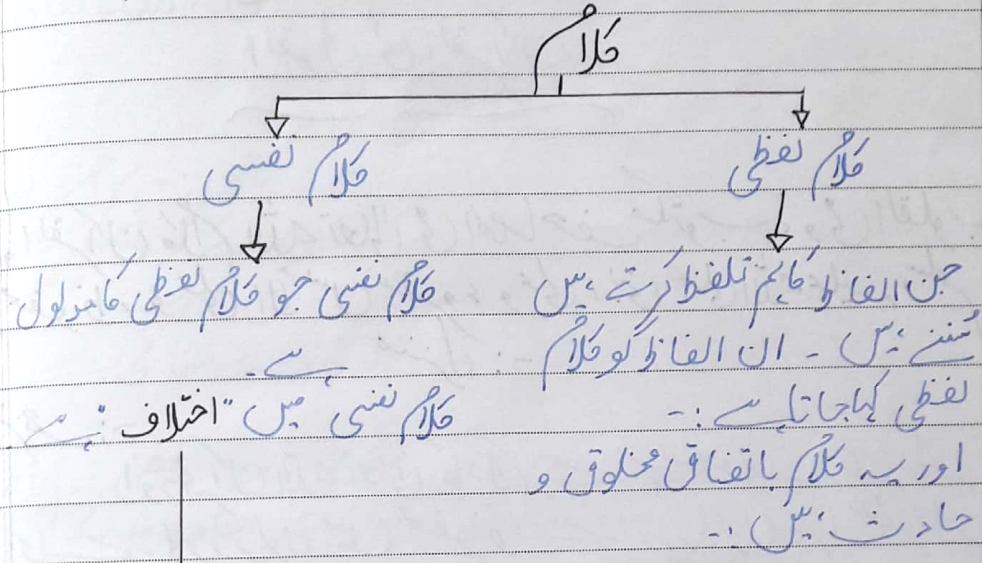 کلام
کلام لفظی
جن الفاظ کا ہم تلفظ کرتے ہیں
سُنتے ہیں - ان الفاظ کو کلام
لفظی کہا جاتا ہے :-
اور یہ کلام باتفاق مخلوق و
حادث ہیں :-
کلام نفسی
کلام نفسی جو کلام لفظی کا مدلول
ہے -
کلام نفسی میں "اختلاف" ہے -